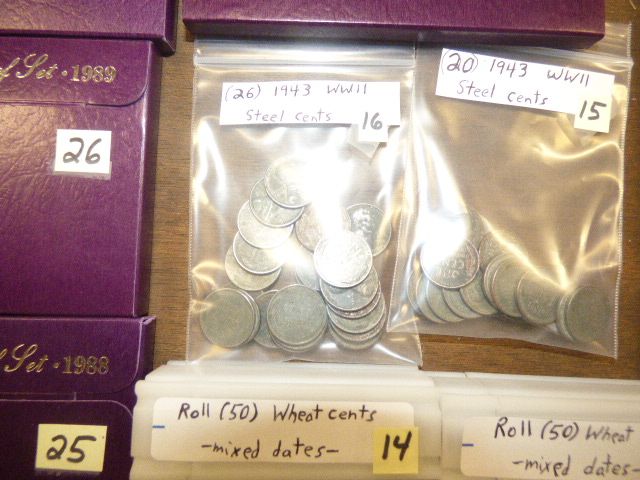 of Set · 1989
26
(26) 1943 WWII
Steel cents
16
(20) 1943 WWII
Steel cents
15
Set · 1988
25
Roll (50) Wheat cents
-mixed dates-
14
Roll (50) Wheat
-mixed dates